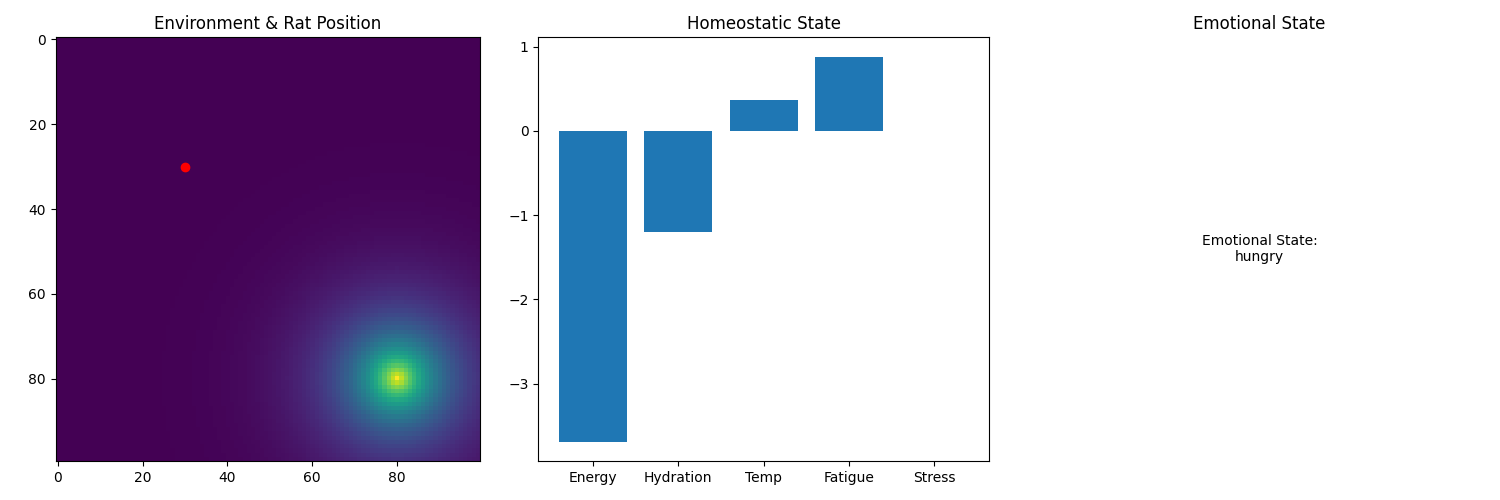 Environment & Rat Position
0
20
40
60
80
0 20 40 60 80
Homeostatic State
1
0
−1
−2
−3
Energy Hydration Temp Fatigue Stress
Emotional State
Emotional State:
hungry